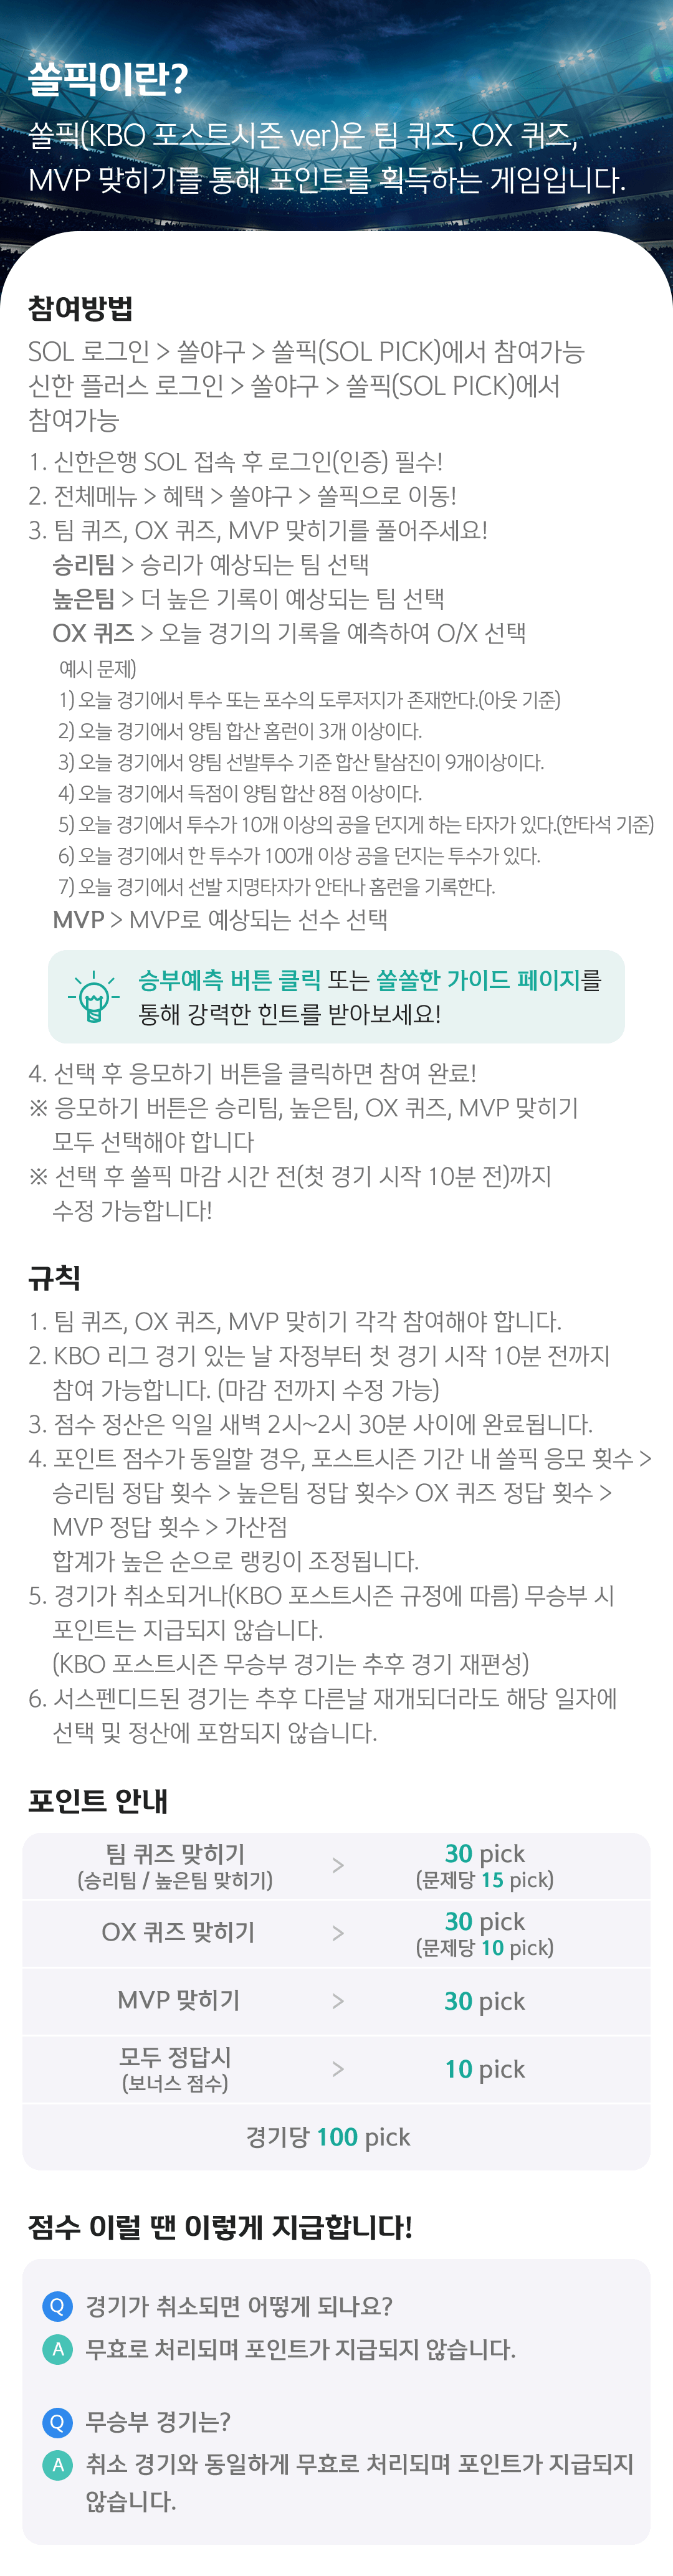 쏠픽이란?
쏠픽(KBO 포스트시즌 ver)은 팀 퀴즈, OX 퀴즈,
MVP 맞히기를 통해 포인트를 획득하는 게임입니다.
참여방법
SOL 로그인 > 쏠야구 > 쏠픽(SOL PICK)에서 참여가능
신한 플러스 로그인 > 쏠야구 > 쏠픽(SOL PICK)에서
참여가능
1. 신한은행 SOL 접속 후 로그인(인증) 필수!
2. 전체메뉴 > 혜택 > 쏠야구 > 쏠픽으로 이동!
3. 팀 퀴즈, OX 퀴즈, MVP 맞히기를 풀어주세요!
승리팀 > 승리가 예상되는 팀 선택
높은팀 > 더 높은 기록이 예상되는 팀 선택
OX 퀴즈 > 오늘 경기의 기록을 예측하여 O/X 선택
예시 문제)
1) 오늘 경기에서 투수 또는 포수의 도루저지가 존재한다.(아웃 기준)
2) 오늘 경기에서 양팀 합산 홈런이 3개 이상이다.
3) 오늘 경기에서 양팀 선발투수 기준 합산 탈삼진이 9개이상이다.
4) 오늘 경기에서 득점이 양팀 합산 8점 이상이다.
5) 오늘 경기에서 투수가 10개 이상의 공을 던지게 하는 타자가 있다.(한타석 기준)
6) 오늘 경기에서 한 투수가 100개 이상 공을 던지는 투수가 있다.
7) 오늘 경기에서 선발 지명타자가 안타나 홈런을 기록한다.
MVP > MVP로 예상되는 선수 선택
승부예측 버튼 클릭 또는 쏠쏠한 가이드 페이지를
통해 강력한 힌트를 받아보세요!
4. 선택 후 응모하기 버튼을 클릭하면 참여 완료!
※ 응모하기 버튼은 승리팀, 높은팀, OX 퀴즈, MVP 맞히기
모두 선택해야 합니다
※ 선택 후 쏠픽 마감 시간 전(첫 경기 시작 10분 전)까지
수정 가능합니다!
규칙
1. 팀 퀴즈, OX 퀴즈, MVP 맞히기 각각 참여해야 합니다.
2. KBO 리그 경기 있는 날 자정부터 첫 경기 시작 10분 전까지
참여 가능합니다. (마감 전까지 수정 가능)
3. 점수 정산은 익일 새벽 2시~2시 30분 사이에 완료됩니다.
4. 포인트 점수가 동일할 경우, 포스트시즌 기간 내 쏠픽 응모 횟수 >
승리팀 정답 횟수 > 높은팀 정답 횟수> OX 퀴즈 정답 횟수 >
MVP 정답 횟수 > 가산점
합계가 높은 순으로 랭킹이 조정됩니다.
5. 경기가 취소되거나(KBO 포스트시즌 규정에 따름) 무승부 시
포인트는 지급되지 않습니다.
(KBO 포스트시즌 무승부 경기는 추후 경기 재편성)
6. 서스펜디드된 경기는 추후 다른날 재개되더라도 해당 일자에
선택 및 정산에 포함되지 않습니다.
포인트 안내
팀 퀴즈 맞히기 > 30 pick
(승리팀 / 높은팀 맞히기) (문제당 15 pick)
OX 퀴즈 맞히기 > 30 pick
(문제당 10 pick)
MVP 맞히기 > 30 pick
모두 정답시 > 10 pick
(보너스 점수)
경기당 100 pick
점수 이럴 땐 이렇게 지급합니다!
Q 경기가 취소되면 어떻게 되나요?
A 무효로 처리되며 포인트가 지급되지 않습니다.
Q 무승부 경기는?
A 취소 경기와 동일하게 무효로 처리되며 포인트가 지급되지
않습니다.